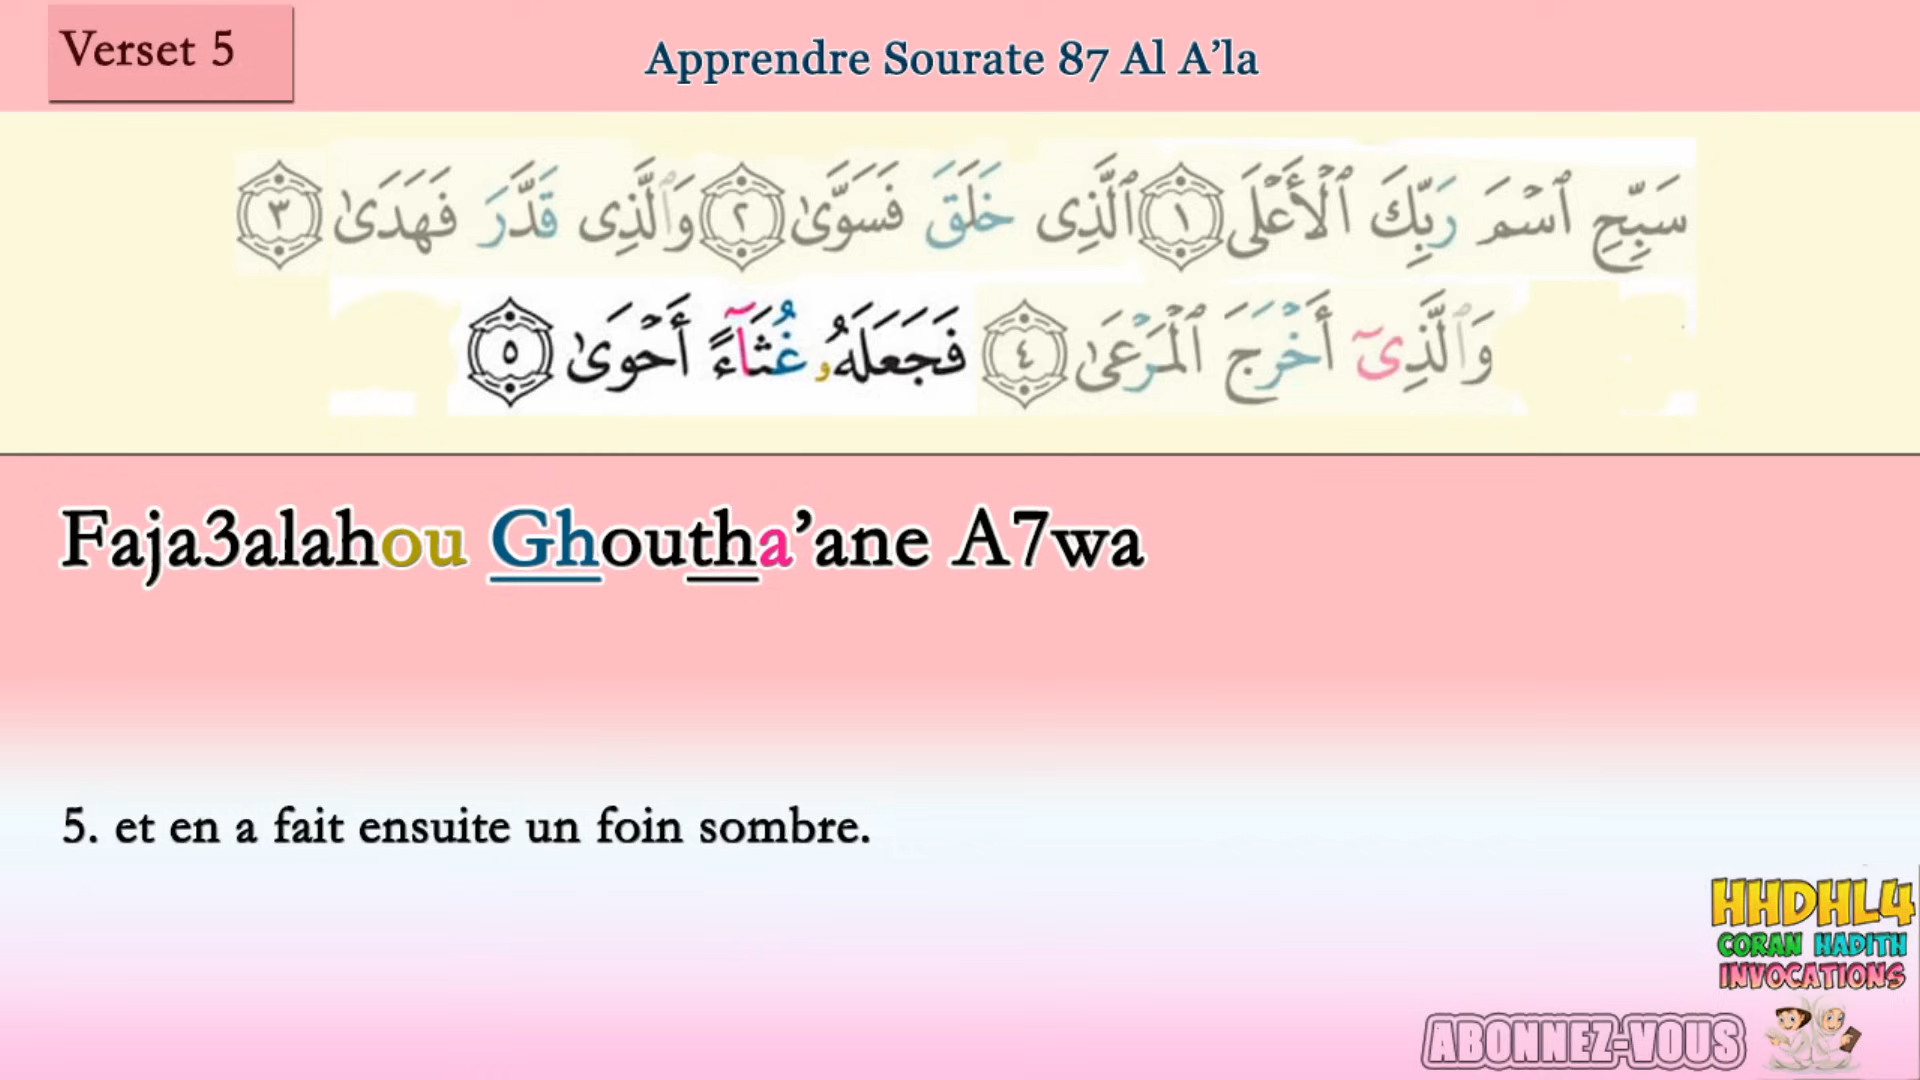 Verset 5
Apprendre Sourate 87 Al A’la
سَبِّحِ ٱسْمَ رَبِّكَ ٱلْأَعْلَى ١ ٱلَّذِى خَلَقَ فَسَوَّىٰ ٢ وَٱلَّذِى قَدَّرَ فَهَدَىٰ ٣
وَٱلَّذِىٓ أَخْرَجَ ٱلْمَرْعَىٰ ٤ فَجَعَلَهُۥ غُثَآءً أَحْوَىٰ ٥
Faja3alahou Ghoutha’ane A7wa
5. et en a fait ensuite un foin sombre.
HHDHL4
CORAN HADITH
INVOCATIONS
ABONNEZ-VOUS